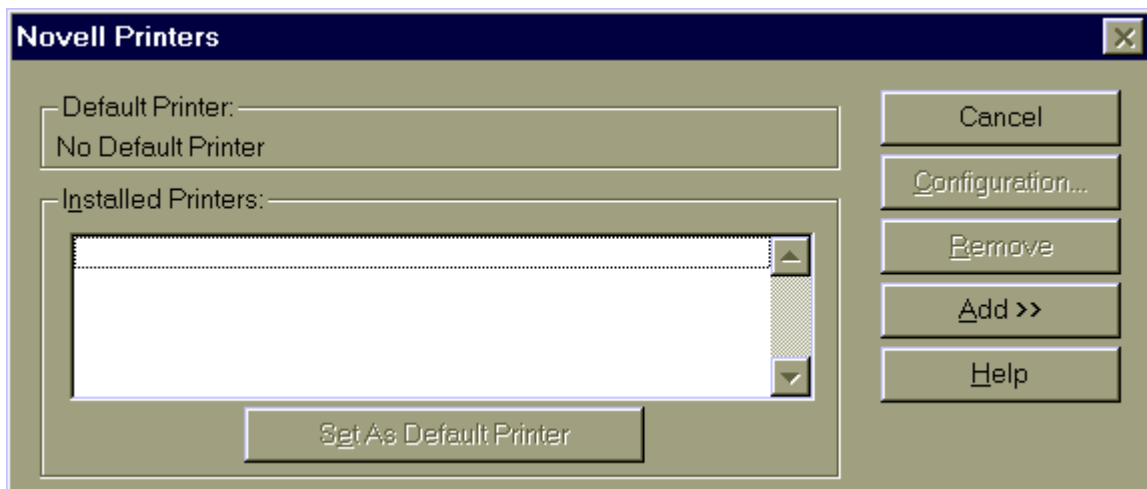 Novell Printers
Default Printer:
No Default Printer
Installed Printers:
Set As Default Printer
Cancel
Configuration...
Remove
Add >>
Help